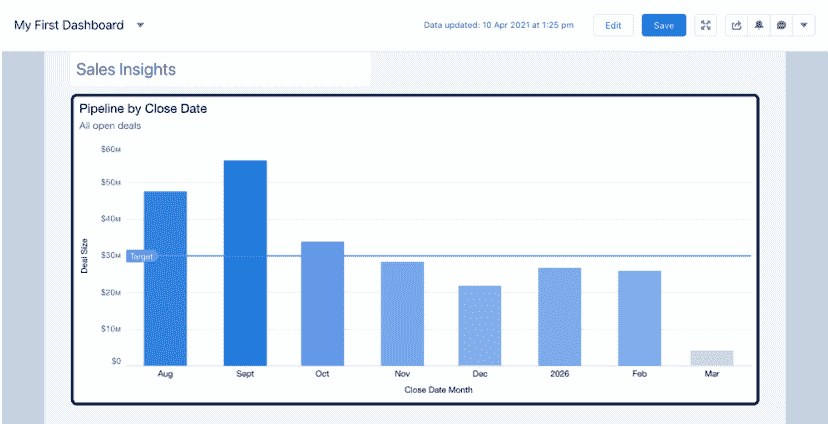 My First Dashboard
Data updated: 10 Apr 2021 at 1:25 pm
Edit
Save
Sales Insights
Pipeline by Close Date
All open deals
Deal Size
$60M
$50M
$40M
$30M
$20M
$10M
$0
Target
Aug Sept Oct Nov Dec 2026 Feb Mar
Close Date Month